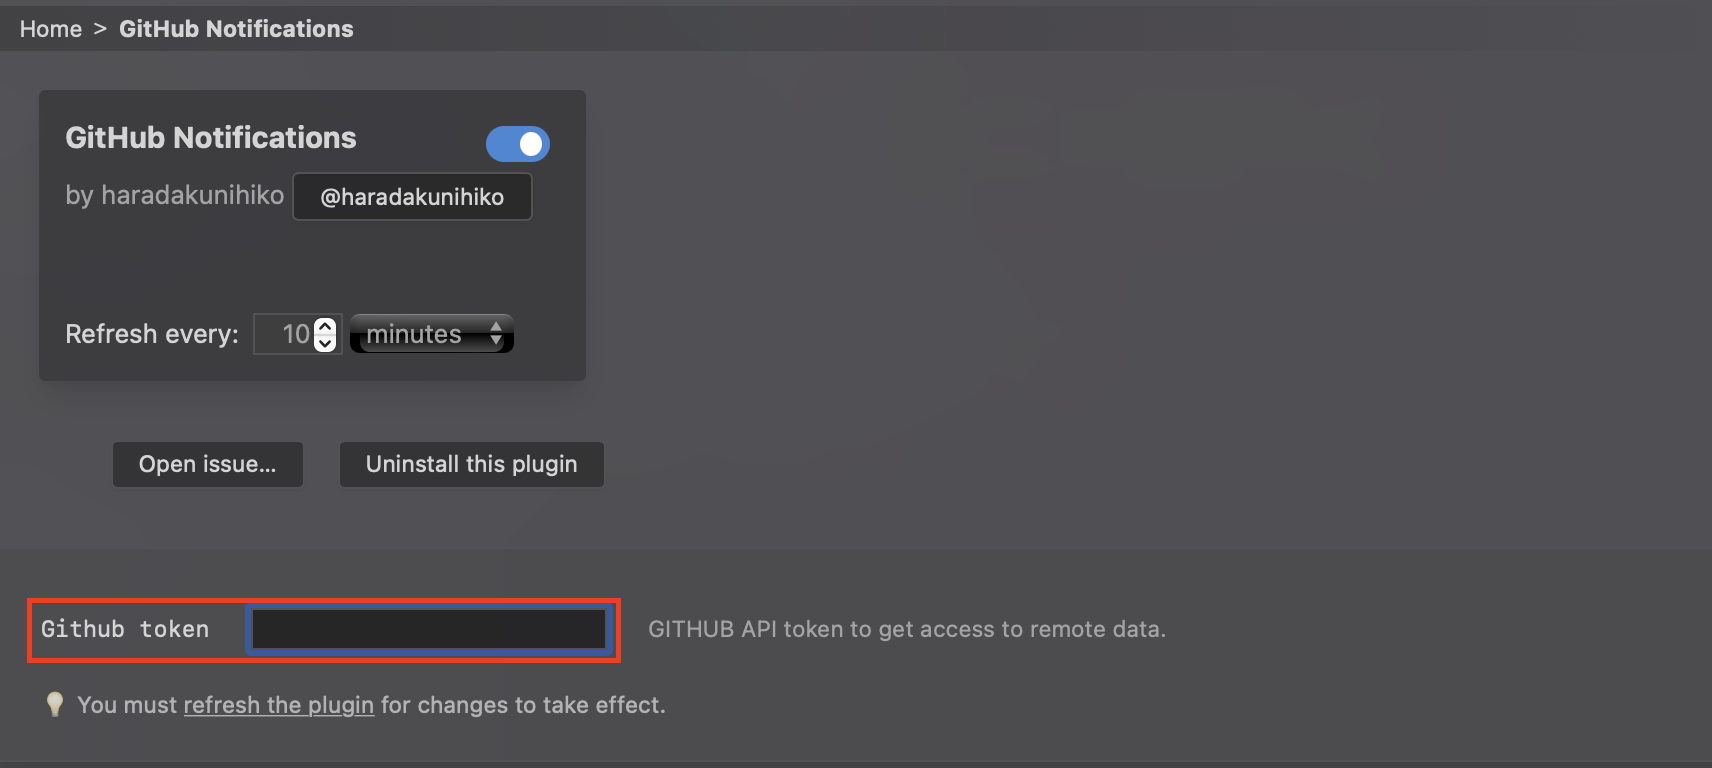 Home > GitHub Notifications
GitHub Notifications
by haradakunihiko @haradakunihiko
Refresh every: 10 minutes
Open issue... Uninstall this plugin
Github token GITHUB API token to get access to remote data.
You must refresh the plugin for changes to take effect.